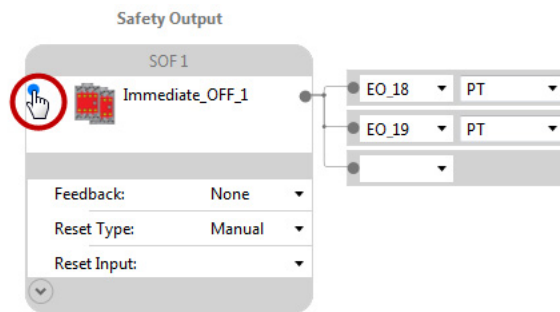 Safety Output
SOF 1
Immediate_OFF_1
EO_18 PT
EO_19 PT
Feedback: None
Reset Type: Manual
Reset Input: